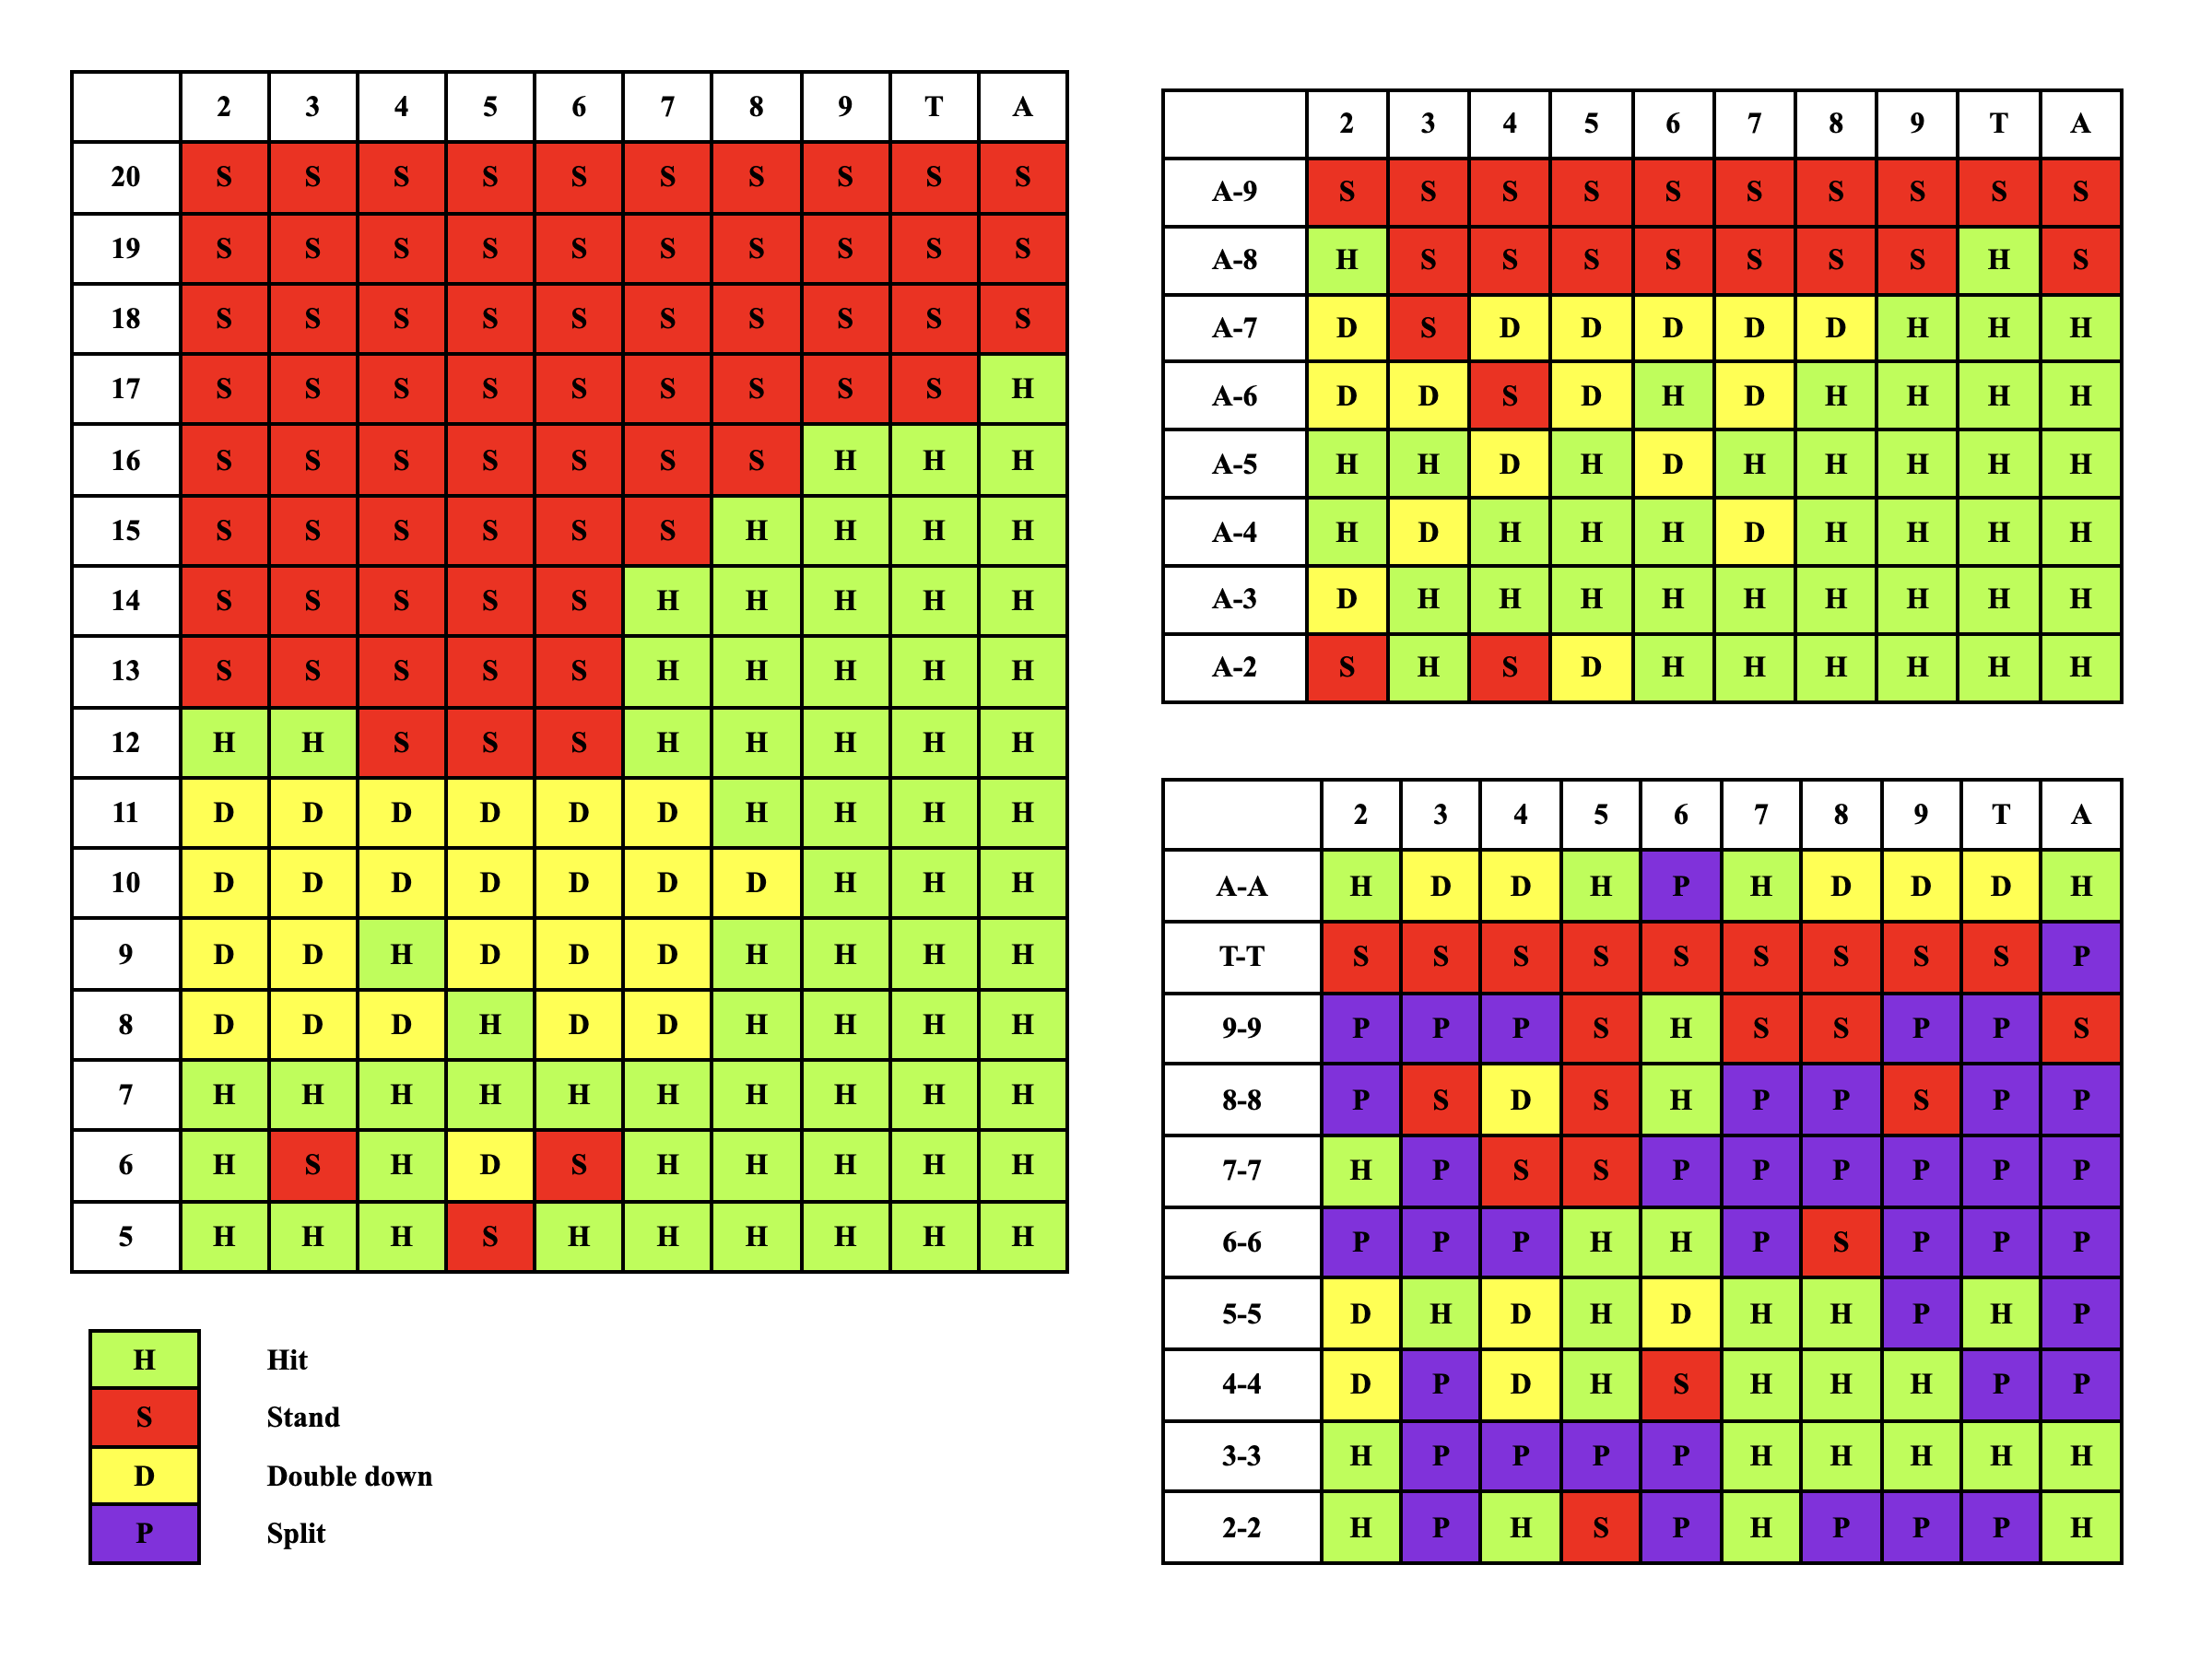 2 3 4 5 6 7 8 9 T A
20 S S S S S S S S S S
19 S S S S S S S S S S
18 S S S S S S S S S S
17 S S S S S S S S S H
16 S S S S S S S H H H
15 S S S S S S H H H H
14 S S S S S H H H H H
13 S S S S S H H H H H
12 H H S S S H H H H H
11 D D D D D D H H H H
10 D D D D D D D H H H
9 D D H D D D H H H H
8 D D D H D D H H H H
7 H H H H H H H H H H
6 H S H D S H H H H H
5 H H H S H H H H H H
H Hit
S Stand
D Double down
P Split
2 3 4 5 6 7 8 9 T A
A-9 S S S S S S S S S S
A-8 H S S S S S S S H S
A-7 D S D D D D D H H H
A-6 D D S D H D H H H H
A-5 H H D H D H H H H H
A-4 H D H H H D H H H H
A-3 D H H H H H H H H H
A-2 S H S D H H H H H H
2 3 4 5 6 7 8 9 T A
A-A H D D H P H D D D H
T-T S S S S S S S S S P
9-9 P P P S H S S P P S
8-8 P S D S H P P S P P
7-7 H P S S P P P P P P
6-6 P P P H H P S P P P
5-5 D H D H D H H P H P
4-4 D P D H S H H H P P
3-3 H P P P P H H H H H
2-2 H P H S P H P P P H